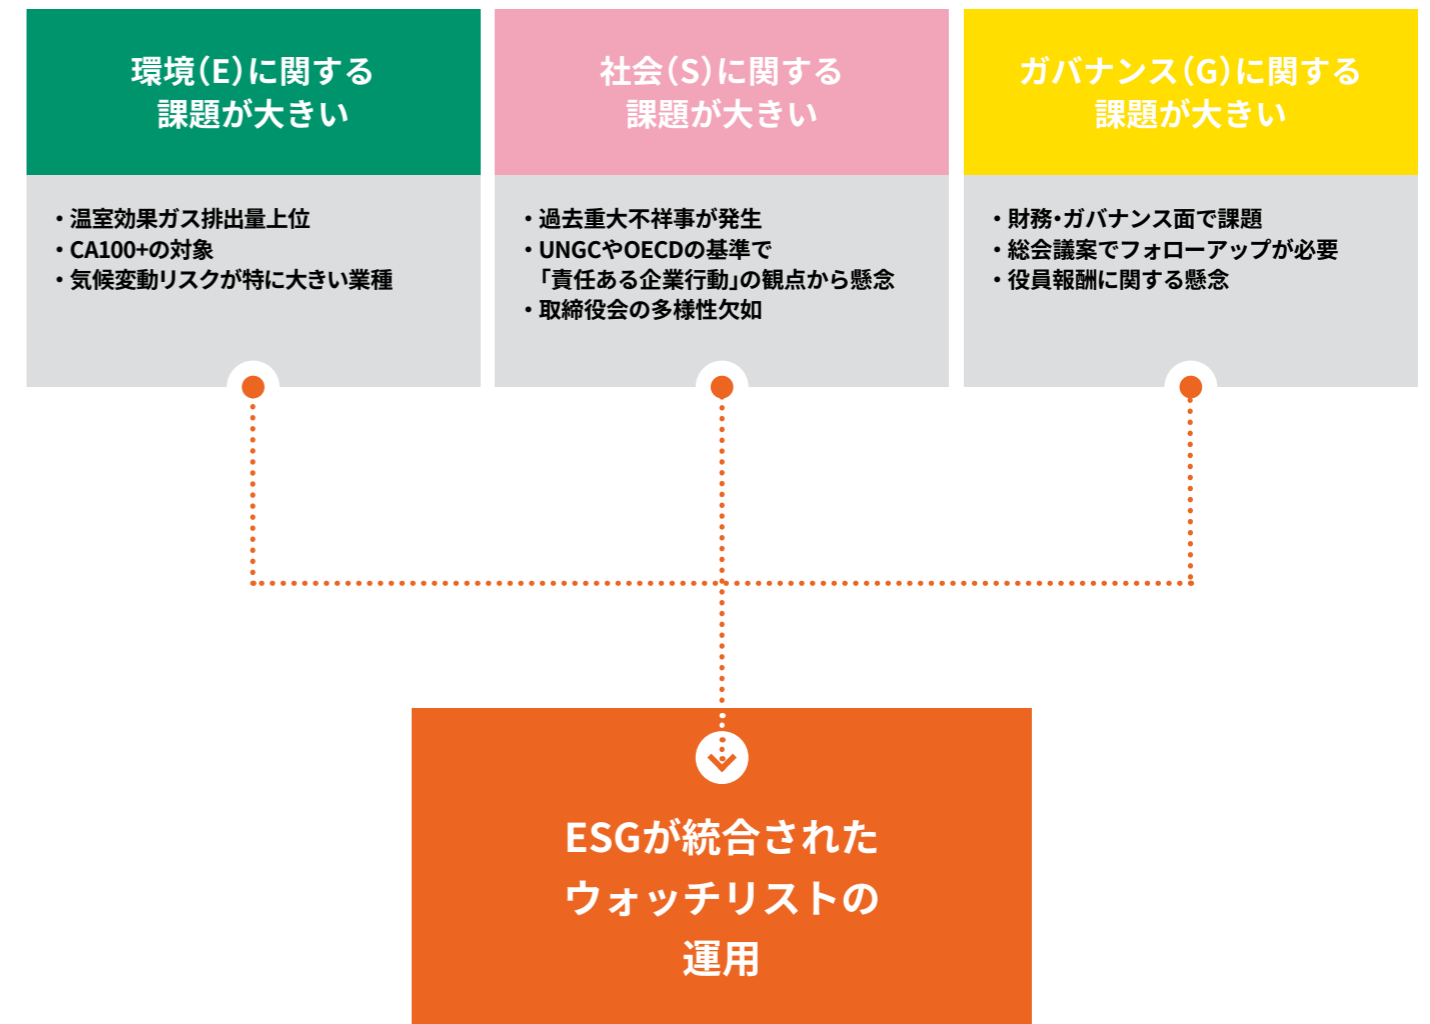 環境（E）に関する
課題が大きい
・温室効果ガス排出量上位
・CA100+の対象
・気候変動リスクが特に大きい業種
社会（S）に関する
課題が大きい
・過去重大不祥事が発生
・UNGCやOECDの基準で
「責任ある企業行動」の観点から懸念
・取締役会の多様性欠如
ガバナンス（G）に関する
課題が大きい
・財務・ガバナンス面で課題
・総会議案でフォローアップが必要
・役員報酬に関する懸念
ESGが統合された
ウォッチリストの
運用